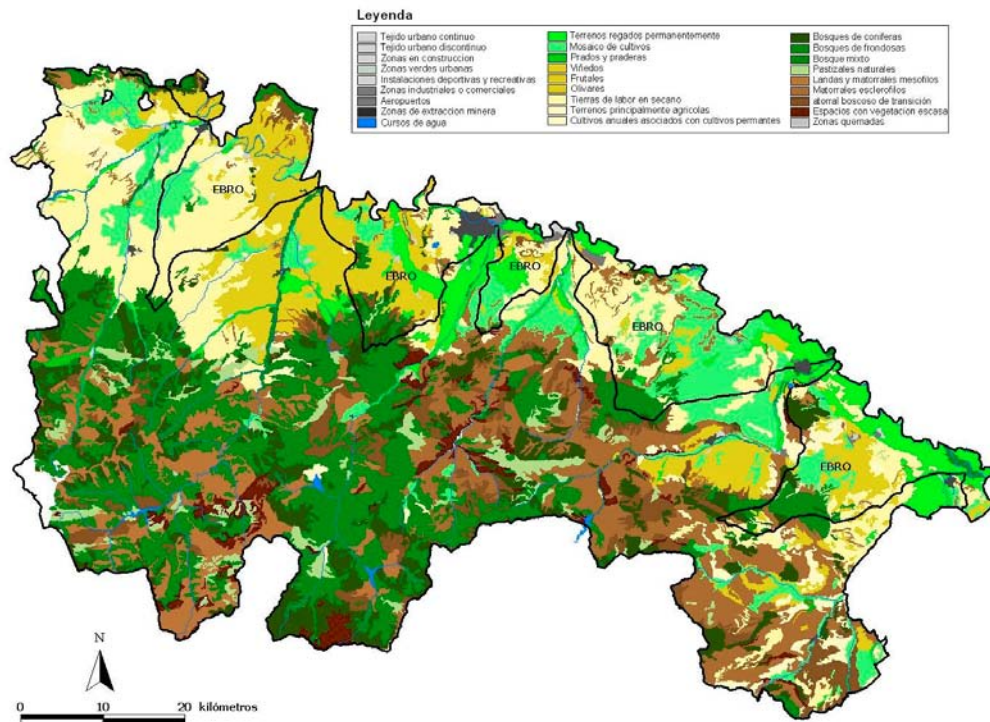 Leyenda
Tejido urbano continuo
Tejido urbano discontinuo
Zonas en construccion
Zonas verdes urbanas
Instalaciones deportivas y recreativas
Zonas industriales o comerciales
Aeropuertos
Zonas de extraccion minera
Cursos de agua
Terrenos regados permanentemente
Mosaico de cultivos
Prados y praderas
Viñedos
Frutales
Olivares
Tierras de labor en secano
Terrenos principalmente agricolas
Cultivos anuales asociados con cultivos permantes
Bosques de coniferas
Bosques de frondosas
Bosque mixto
Pastizales naturales
Landas y matorrales mesofilos
Matorrales esclerofilos
atorral boscoso de transición
Espacios con vegetacion escasa
Zonas quemadas
EBRO
EBRO
EBRO
EBRO
EBRO
N
0 10 20 kilómetros